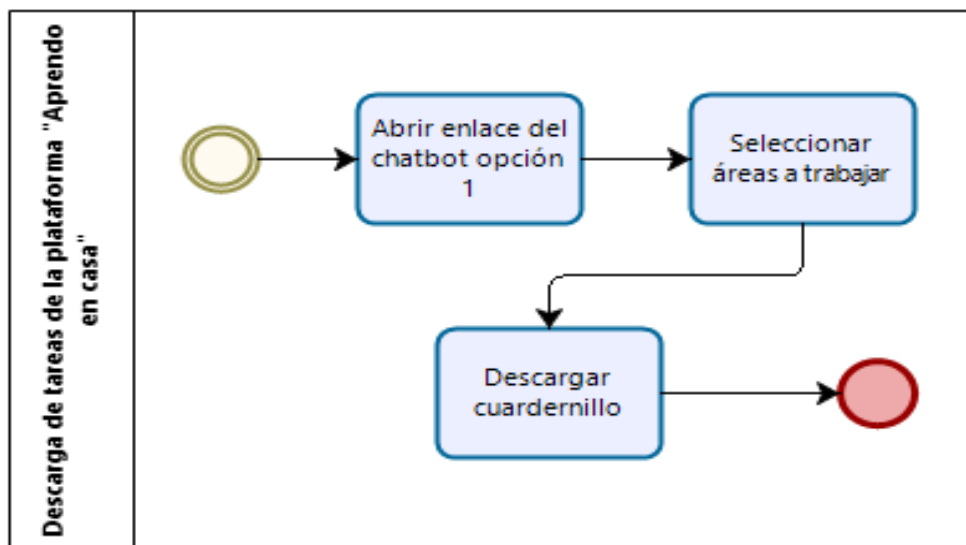 Descarga de tareas de la plataforma "Aprendo
en casa"
Abrir enlace del
chatbot opción
1
Seleccionar
áreas a trabajar
Descargar
cuardernillo